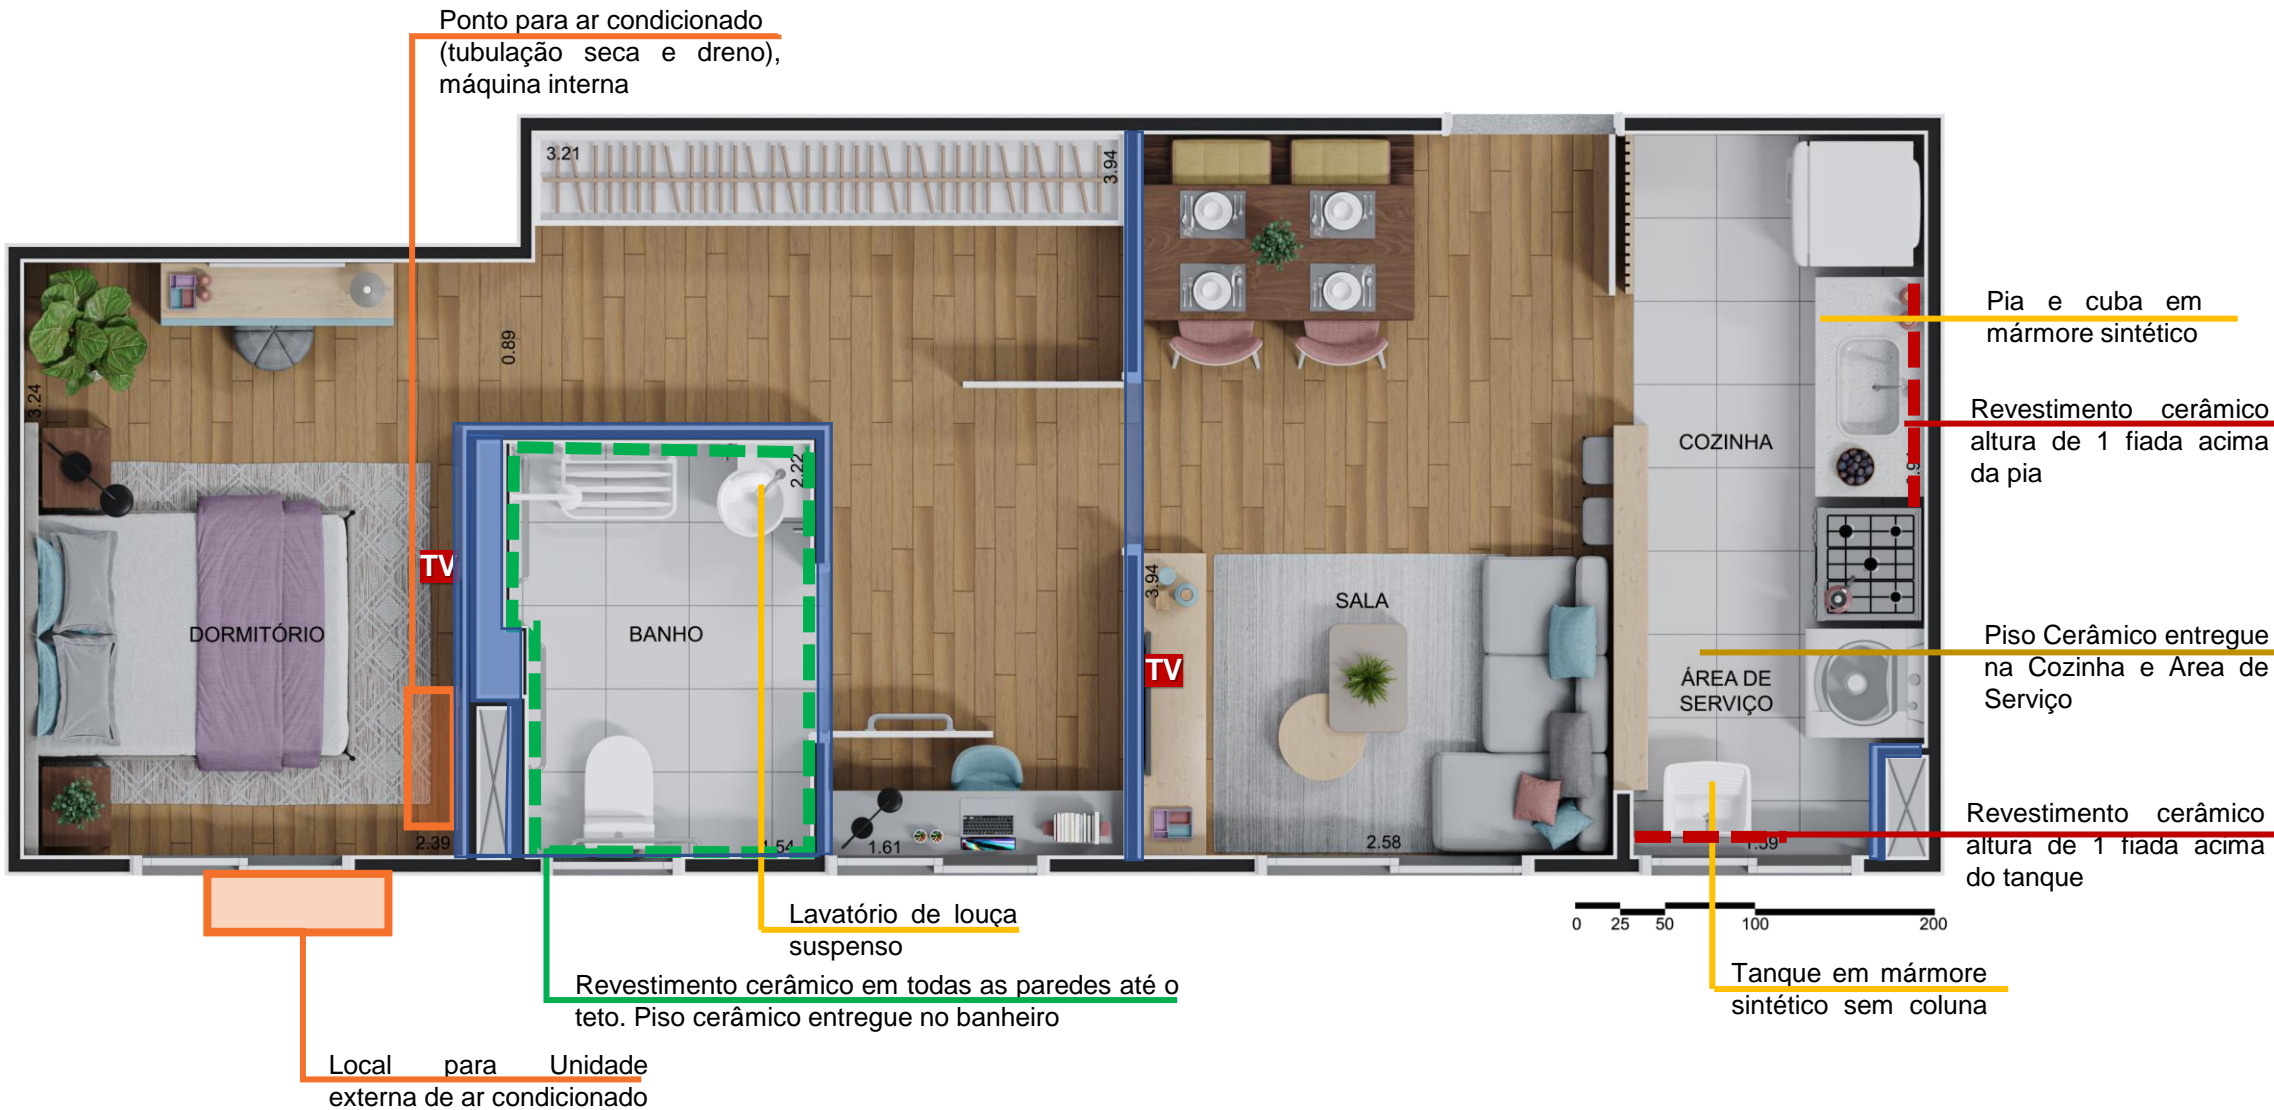 Ponto para ar condicionado
(tubulação seca e dreno),
máquina interna
3.21
3.94
0.89
3.24
Pia e cuba em
mármore sintético
Revestimento cerâmico
altura de 1 fiada acima
da pia
COZINHA
2.22
TV
DORMITÓRIO
BANHO
3.94
SALA
TV
Piso Cerâmico entregue
na Cozinha e Area de
Serviço
ÁREA DE
SERVIÇO
Revestimento cerâmico
altura de 1 fiada acima
do tanque
2.39
1.54
1.61
2.58
1.59
0 25 50 100 200
Lavatório de louça
suspenso
Tanque em mármore
sintético sem coluna
Revestimento cerâmico em todas as paredes até o
teto. Piso cerâmico entregue no banheiro
Local para Unidade
externa de ar condicionado